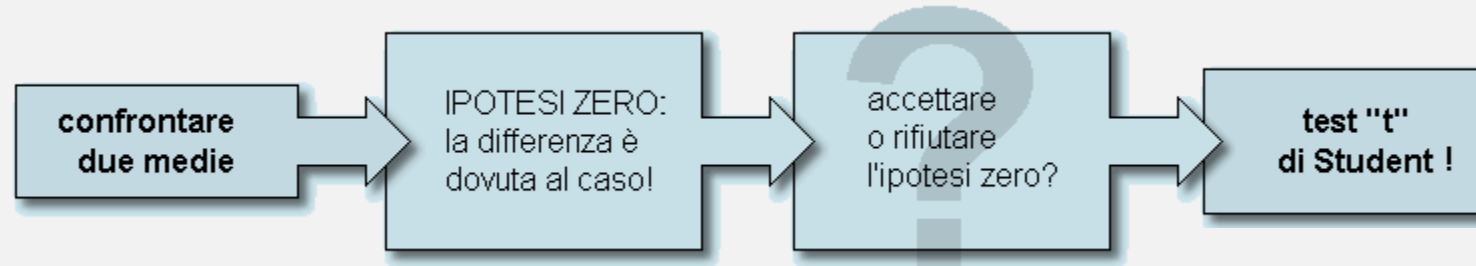 confrontare
due medie
IPOTESI ZERO:
la differenza è
dovuta al caso!
?
accettare
o rifiutare
l'ipotesi zero?
test "t"
di Student !